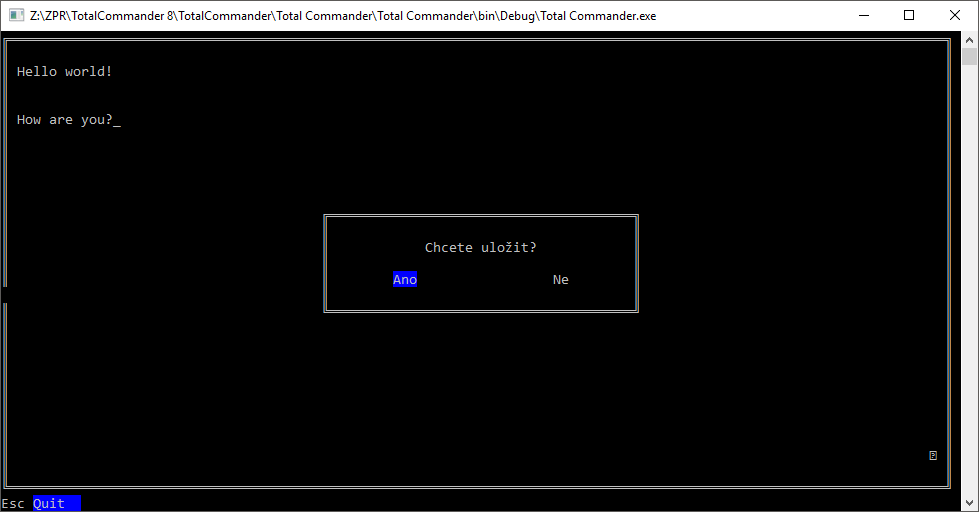 Z:\ZPR\TotalCommander 8\TotalCommander\Total Commander\Total Commander\bin\Debug\Total Commander.exe
Hello world!
How are you?_
Chcete uložit?
Ano Ne
Esc Quit